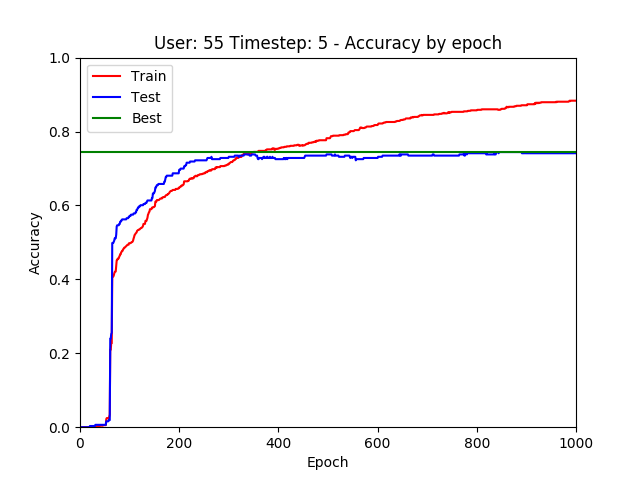 User: 55 Timestep: 5 - Accuracy by epoch
1.0
0.8
0.6
0.4
0.2
0.0
Accuracy
Train
Test
Best
0 200 400 600 800 1000
Epoch